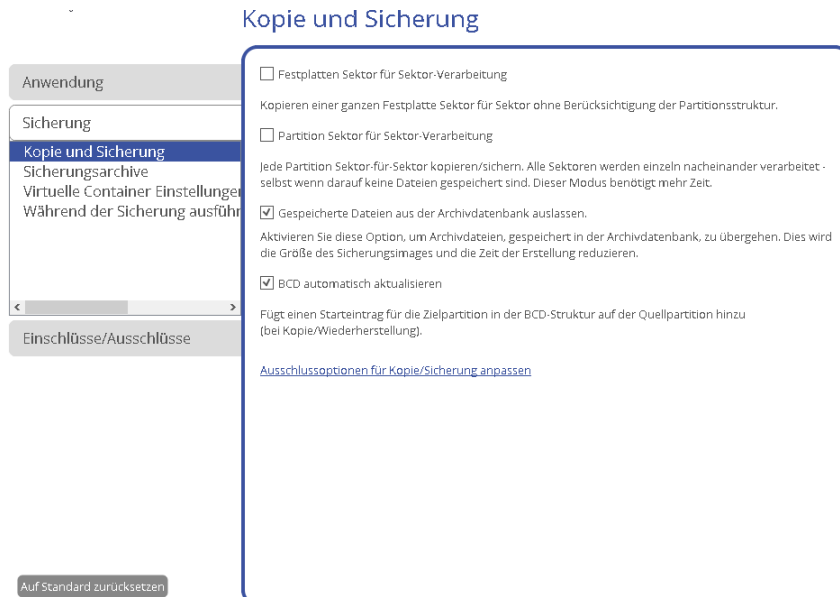 Kopie und Sicherung
Anwendung
Sicherung
Kopie und Sicherung
Sicherungsarchive
Virtuelle Container Einstellungen
Während der Sicherung ausführ
Einschlüsse/Ausschlüsse
Auf Standard zurücksetzen
Festplatten Sektor für Sektor-Verarbeitung
Kopieren einer ganzen Festplatte Sektor für Sektor ohne Berücksichtigung der Partitionsstruktur.
Partition Sektor für Sektor-Verarbeitung
Jede Partition Sektor-für-Sektor kopieren/sichern. Alle Sektoren werden einzeln nacheinander verarbeitet -
selbst wenn darauf keine Dateien gespeichert sind. Dieser Modus benötigt mehr Zeit.
Gespeicherte Dateien aus der Archivdatenbank auslassen.
Aktivieren Sie diese Option, um Archivdateien, gespeichert in der Archivdatenbank, zu übergehen. Dies wird
die Größe des Sicherungsimages und die Zeit der Erstellung reduzieren.
BCD automatisch aktualisieren
Fügt einen Starteintrag für die Zielpartition in der BCD-Struktur auf der Quellpartition hinzu
(bei Kopie/Wiederherstellung).
Ausschlussoptionen für Kopie/Sicherung anpassen